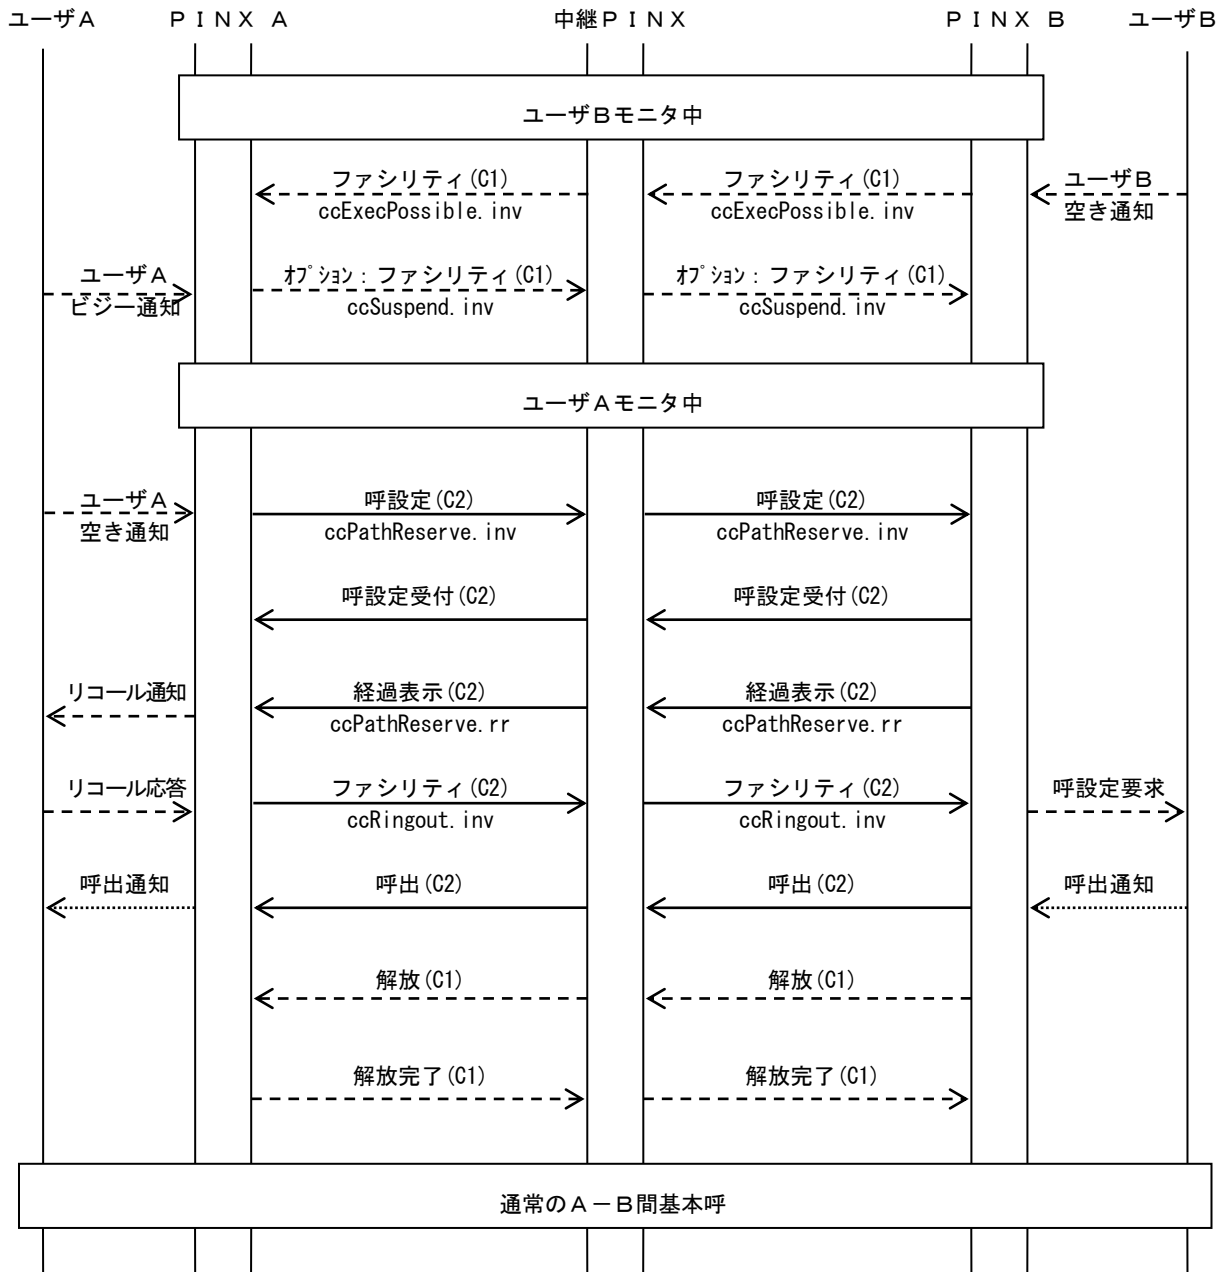 ユーザA　ＰＩＮＸ A　中継ＰＩＮＸ　ＰＩＮＸ B　ユーザB
ユーザBモニタ中
ファシリティ(C1)　ファシリティ(C1)　ユーザB
ccExecPossible.inv　ccExecPossible.inv　空き通知
ユーザA　ｵﾌﾟｼｮﾝ：ファシリティ(C1)　ｵﾌﾟｼｮﾝ：ファシリティ(C1)
ビジー通知　ccSuspend.inv　ccSuspend.inv
ユーザAモニタ中
ユーザA　呼設定(C2)　呼設定(C2)
空き通知　ccPathReserve.inv　ccPathReserve.inv
呼設定受付(C2)　呼設定受付(C2)
リコール通知　経過表示(C2)　経過表示(C2)
ccPathReserve.rr　ccPathReserve.rr
リコール応答　ファシリティ(C2)　ファシリティ(C2)　呼設定要求
ccRingout.inv　ccRingout.inv
呼出通知　呼出(C2)　呼出(C2)　呼出通知
解放(C1)　解放(C1)
解放完了(C1)　解放完了(C1)
通常のA－B間基本呼